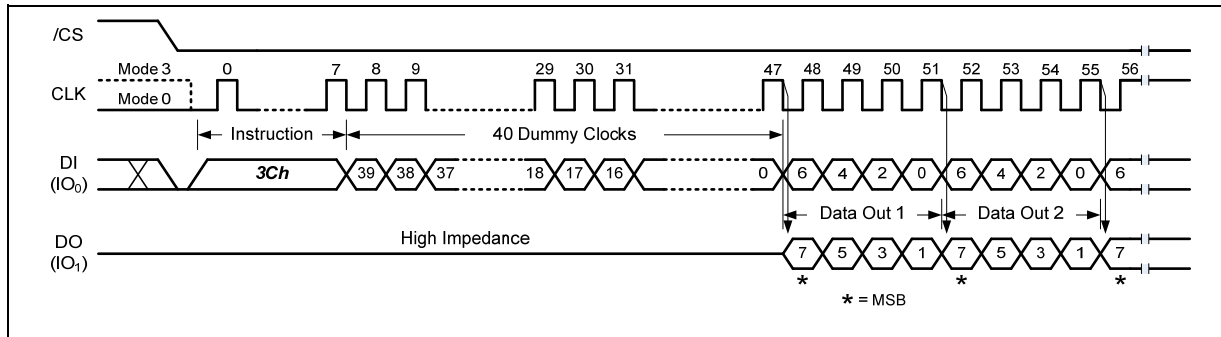 /CS
Mode 3 0 7 8 9 29 30 31 47 48 49 50 51 52 53 54 55 56
CLK
Mode 0
Instruction 40 Dummy Clocks
DI
(IO0)
3Ch 39 38 37 18 17 16 0 6 4 2 0 6 4 2 0 6
Data Out 1 Data Out 2
High Impedance
DO
(IO1)
7 5 3 1 7 5 3 1 7
* * *
* = MSB